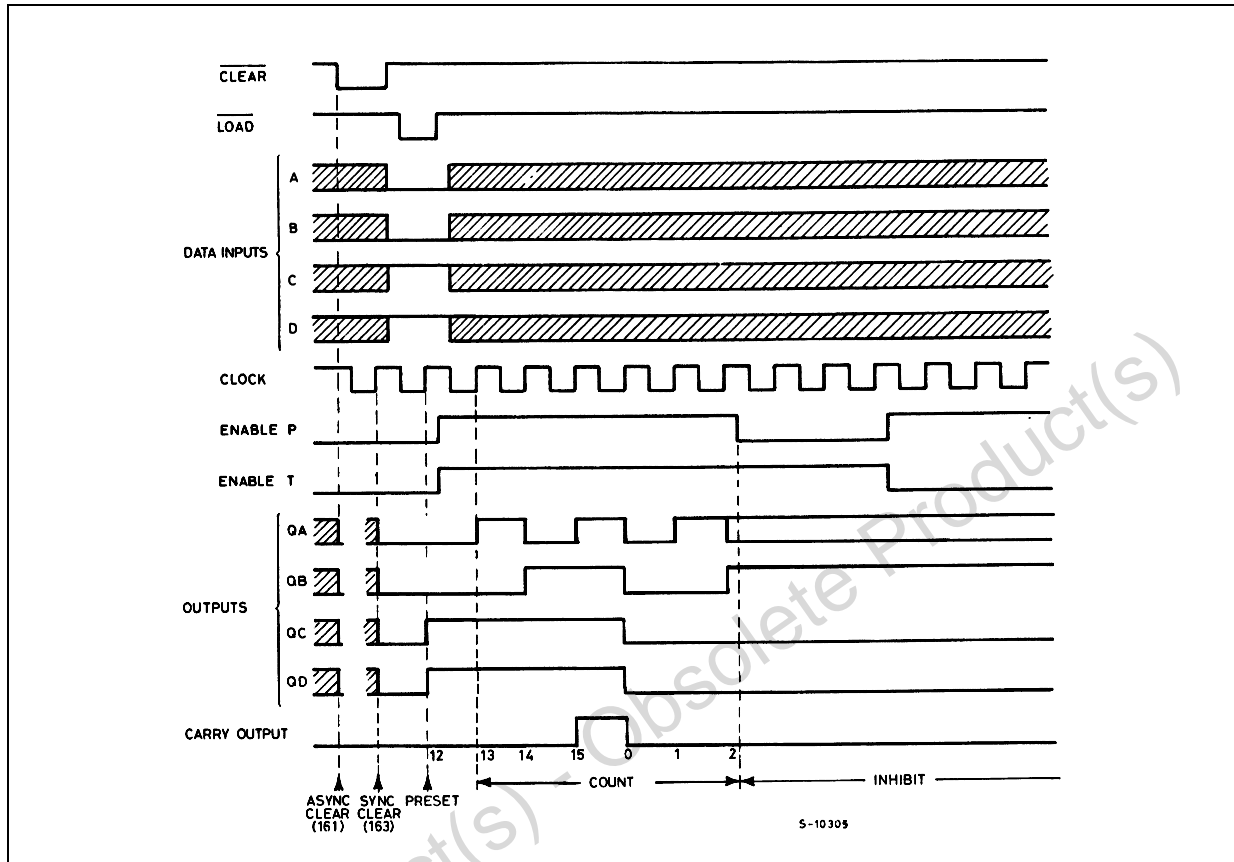 CLEAR
LOAD
A
B
DATA INPUTS
C
D
CLOCK
ENABLE P
ENABLE T
QA
QB
OUTPUTS
QC
QD
CARRY OUTPUT
12 13 14 15 0 1 2
COUNT
INHIBIT
ASYNC CLEAR (161)
SYNC CLEAR (163)
PRESET
S-10305
ct(s) - Obsolete Product(s)